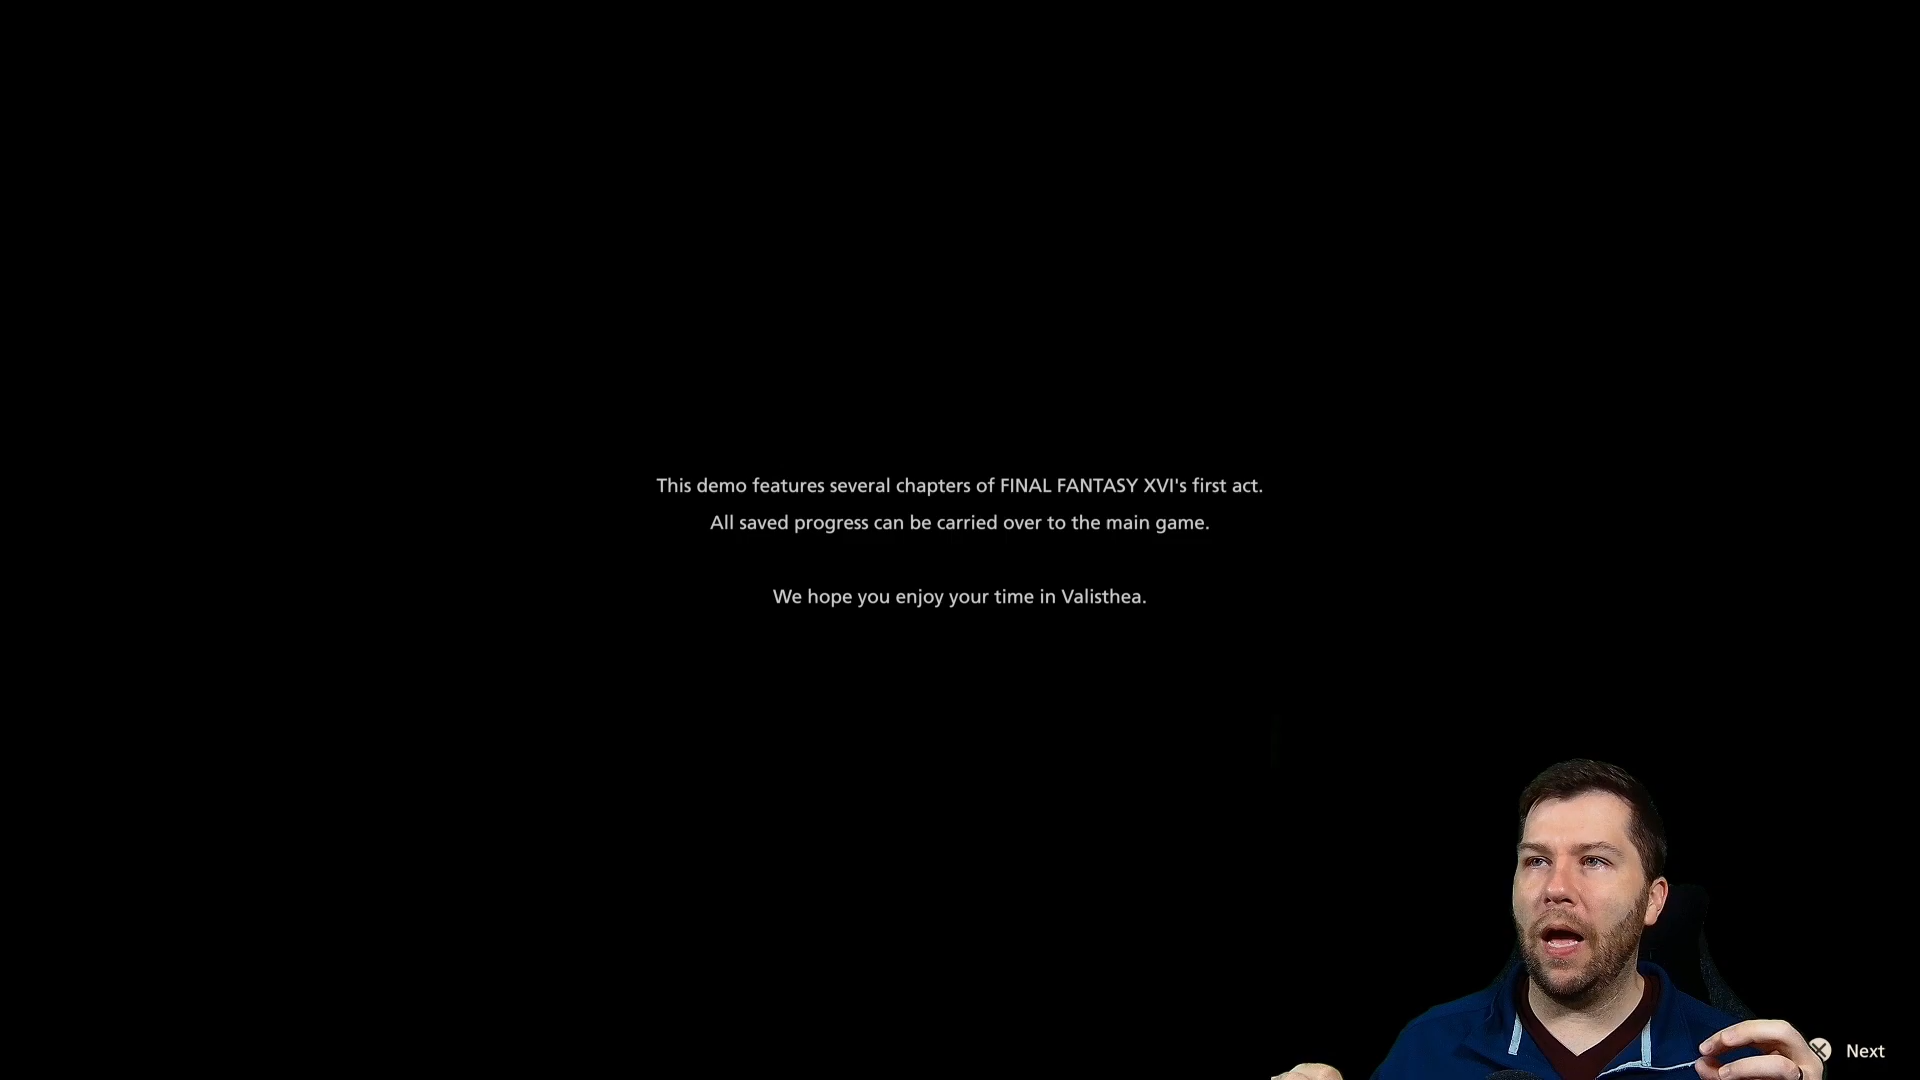 This demo features several chapters of FINAL FANTASY XVI's first act.
All saved progress can be carried over to the main game.
We hope you enjoy your time in Valisthea.
Next